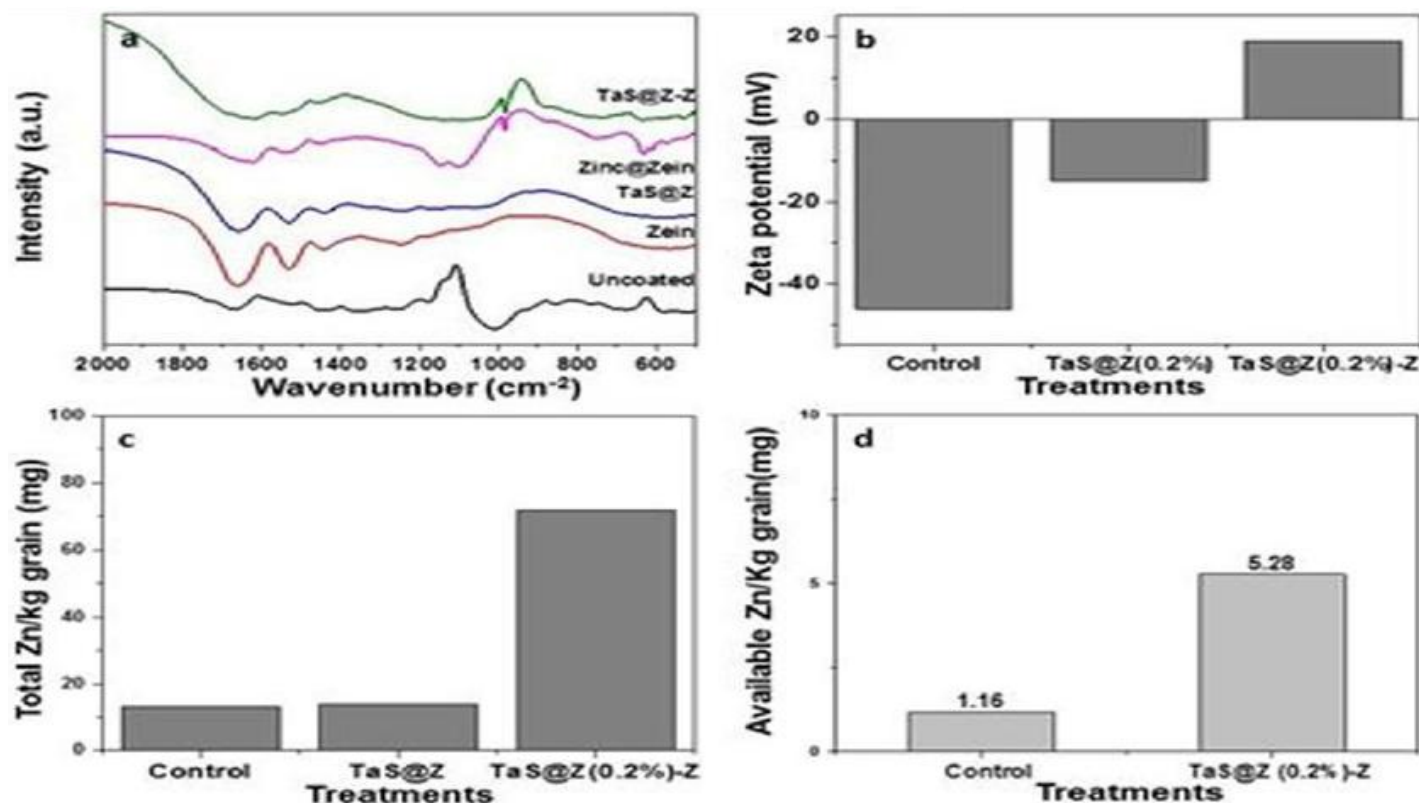 a
Intensity (a.u.)
TaS@Z-Z
Zinc@Zein
TaS@Z
Zein
Uncoated
2000 1800 1600 1400 1200 1000 800 600
Wavenumber (cm⁻²)
b
Zeta potential (mV)
20
0
-20
-40
Control TaS@Z(0.2%) TaS@Z(0.2%)-Z
Treatments
c
Total Zn/kg grain (mg)
100
80
60
40
20
0
Control TaS@Z TaS@Z(0.2%)-Z
Treatments
d
Available Zn/Kg grain(mg)
10
5
0
1.16
5.28
Control TaS@Z (0.2%)-Z
Treatments